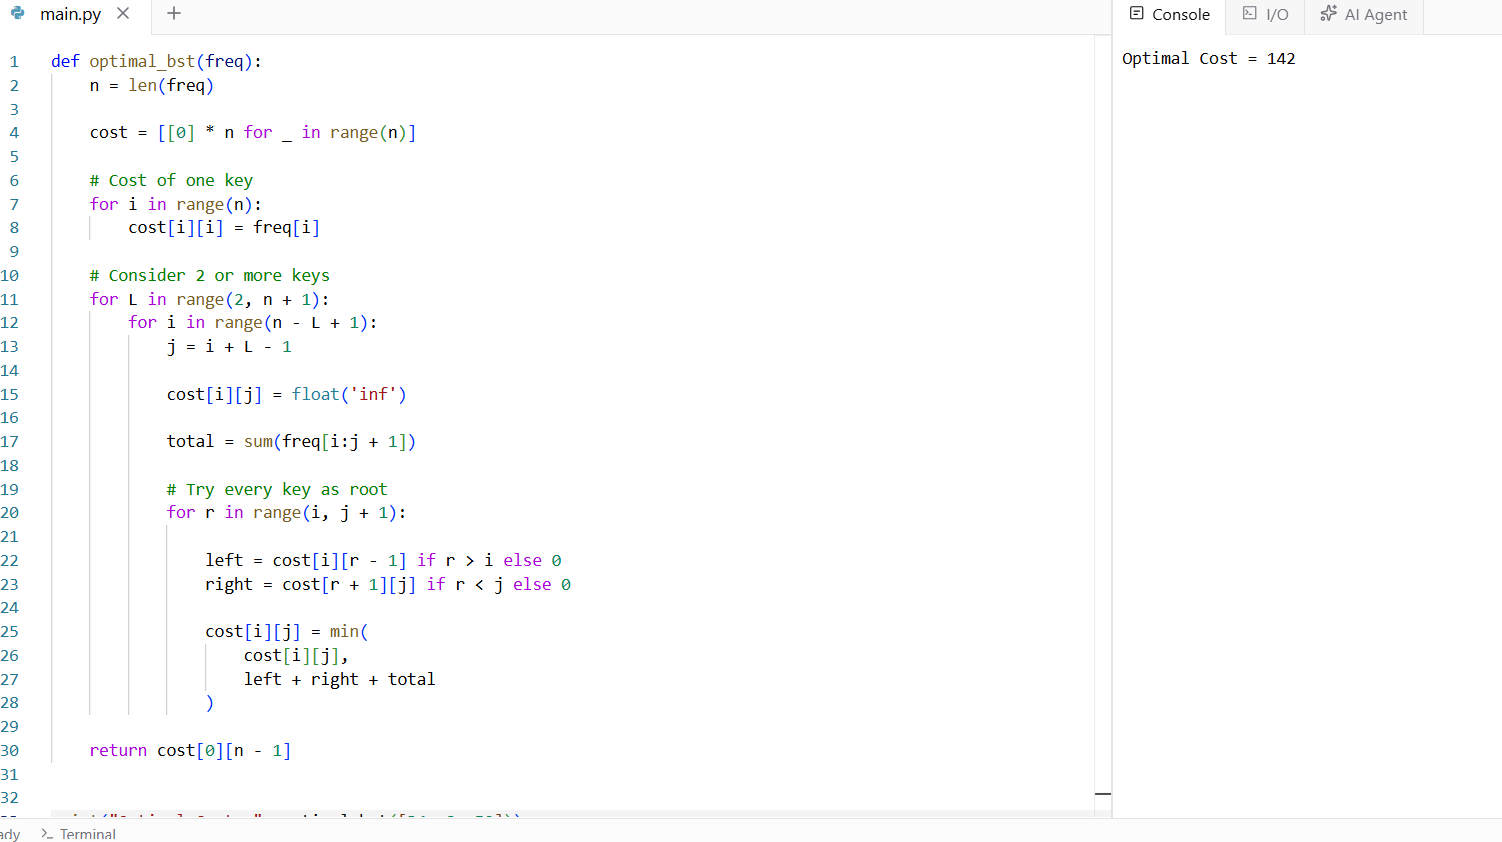 main.py
Console I/O AI Agent
Optimal Cost = 142
1 def optimal_bst(freq):
2     n = len(freq)
3
4     cost = [[0] * n for _ in range(n)]
5
6     # Cost of one key
7     for i in range(n):
8         cost[i][i] = freq[i]
9
10     # Consider 2 or more keys
11     for L in range(2, n + 1):
12         for i in range(n - L + 1):
13             j = i + L - 1
14
15             cost[i][j] = float('inf')
16
17             total = sum(freq[i:j + 1])
18
19             # Try every key as root
20             for r in range(i, j + 1):
21
22                 left = cost[i][r - 1] if r > i else 0
23                 right = cost[r + 1][j] if r < j else 0
24
25                 cost[i][j] = min(
26                     cost[i][j],
27                     left + right + total
28                 )
29
30     return cost[0][n - 1]
31
32
Terminal